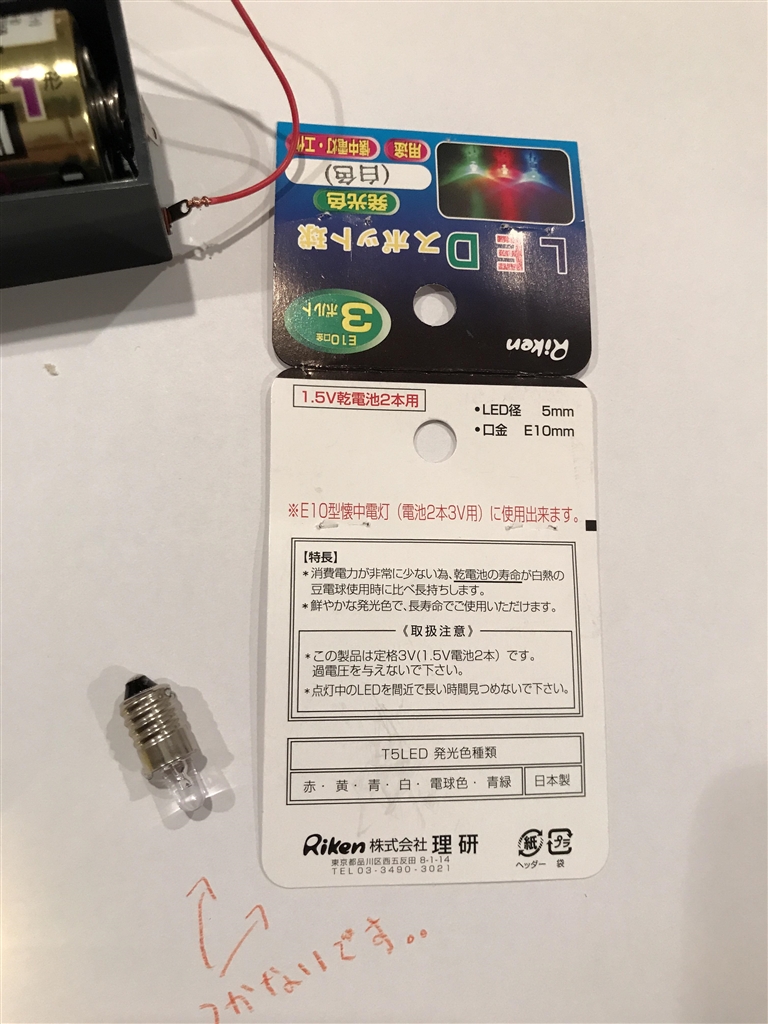 形
用途 懐中電灯・工作
発光色 (白色)
LEDスポット球
E10口金
3ボルト
Riken
1.5V乾電池2本用
・LED径 5mm
・口金 E10mm
※E10型懐中電灯(電池2本3V用)に使用出来ます。
【特長】
*消費電力が非常に少ない為、乾電池の寿命が白熱の
豆電球使用時に比べ長持ちします。
*鮮やかな発光色で、長寿命でご使用いただけます。
《取扱注意》
*この製品は定格3V(1.5V電池2本)です。
過電圧を与えないで下さい。
*点灯中のLEDを間近で長い時間見つめないで下さい。
T5LED 発光色種類
赤・黄・青・白・電球色・青緑 日本製
Riken 株式会社 理研
東京都品川区西五反田 8-1-14
TEL 03-3490-3021
紙 プラ
ヘッダー 袋
つかないです..